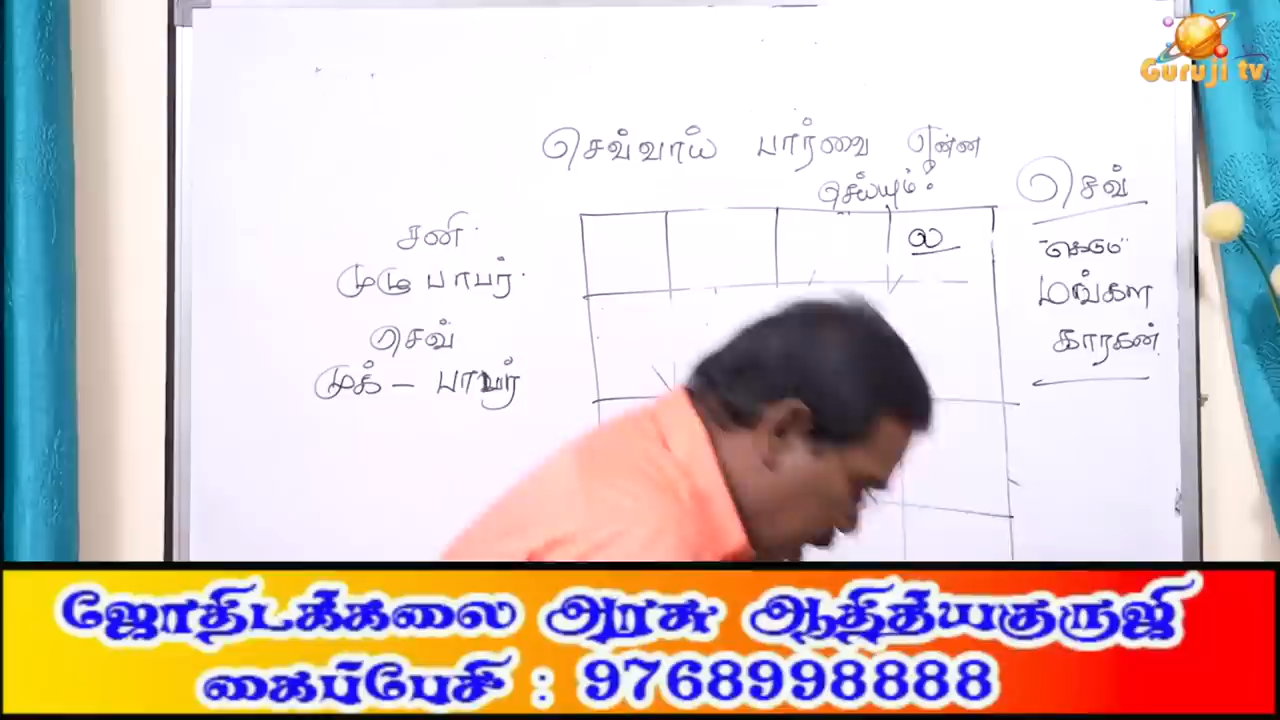 Guruji tv
செவ்வாய் பார்வை என்ன
செய்யும்?
செவ்
சனி
முழு பாபர்
செவ்
முக் - பாபர்
ல
"கெடும்"
மங்கள
காரகன்
ஜோதிடக்கலை அரசு ஆதித்யகுருஜி
கைப்பேசி : 9768998888